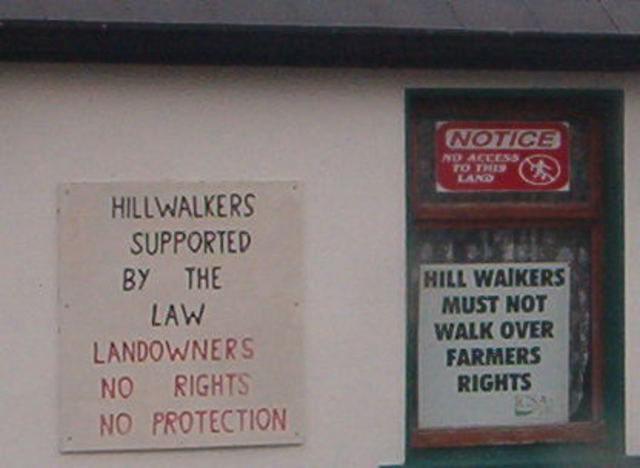 HILLWALKERS
SUPPORTED
BY THE
LAW
LANDOWNERS
NO RIGHTS
NO PROTECTION
NOTICE
NO ACCESS
TO THIS
LAND
HILL WAlKERS
MUST NOT
WALK OVER
FARMERS
RIGHTS